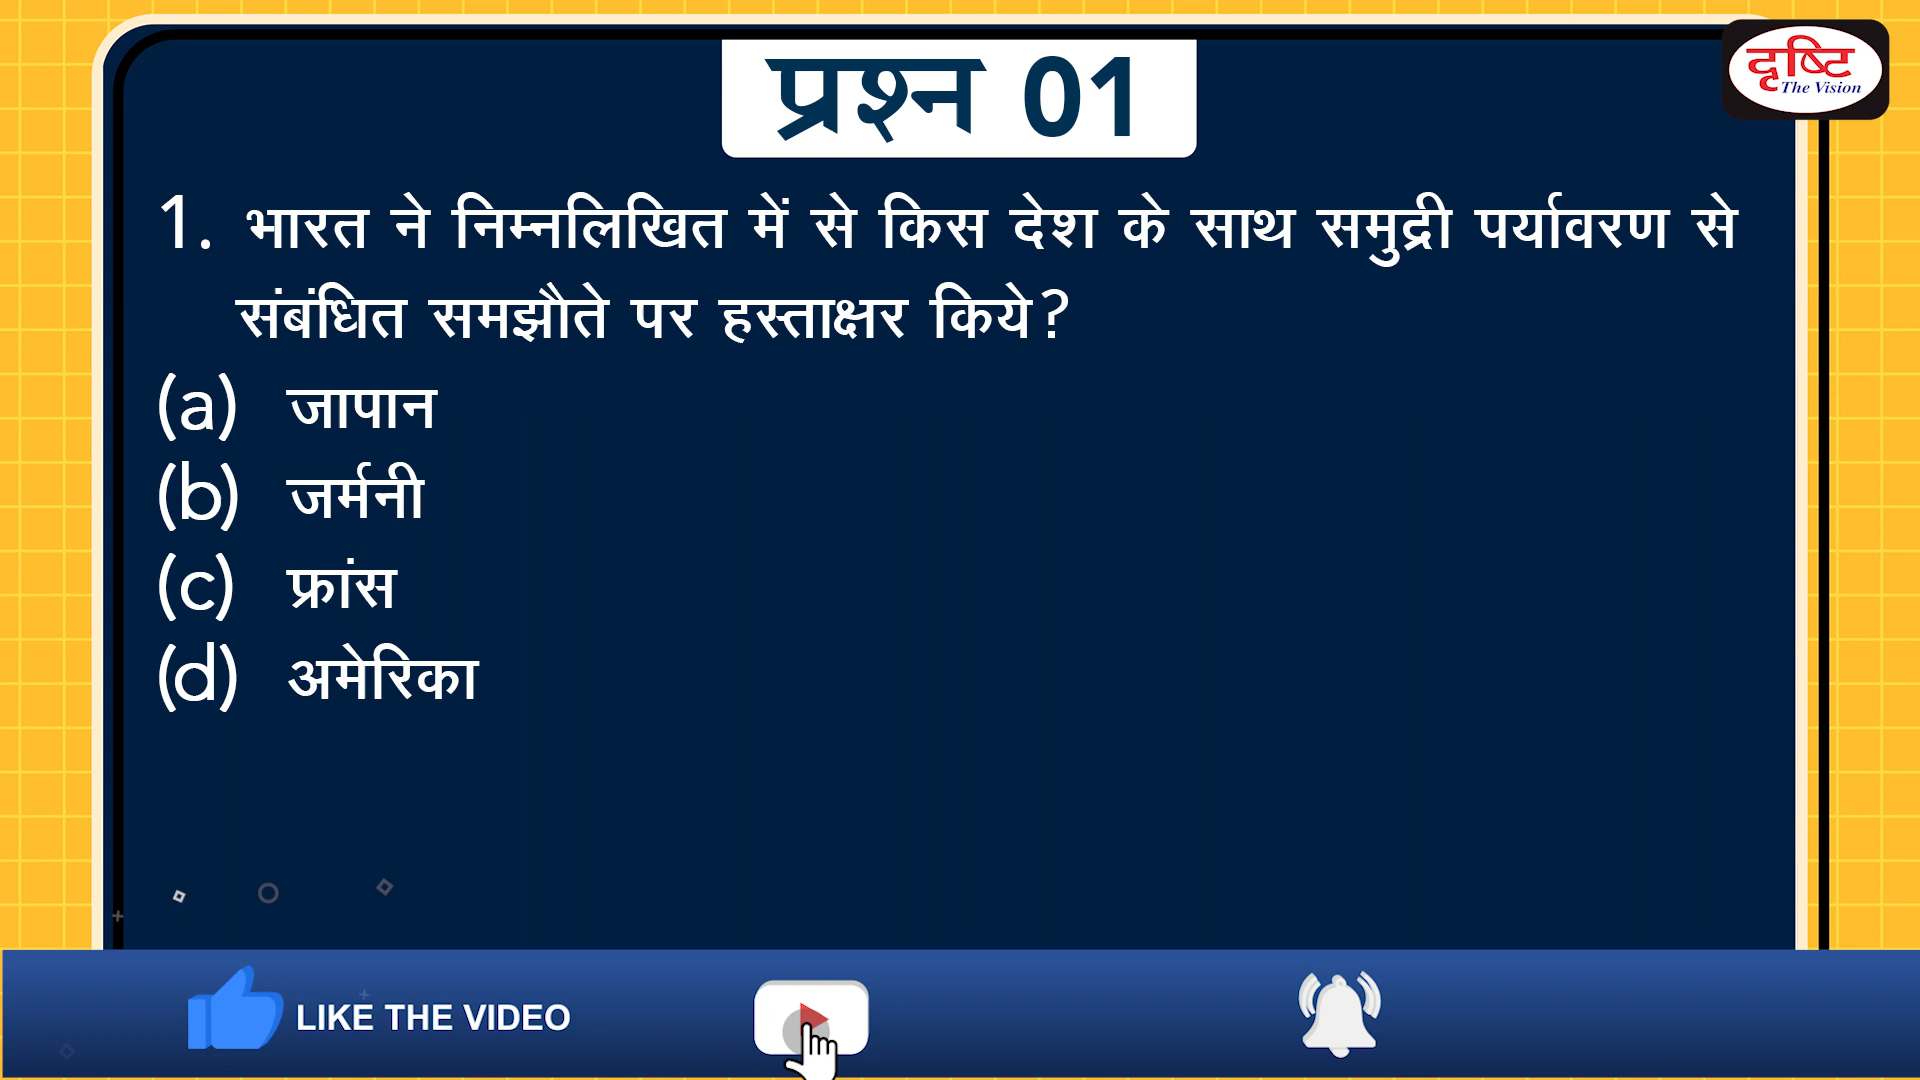 प्रश्न 01
दृष्टि
The Vision
1. भारत ने निम्नलिखित में से किस देश के साथ समुद्री पर्यावरण से
संबंधित समझौते पर हस्ताक्षर किये?
(a) जापान
(b) जर्मनी
(c) फ्रांस
(d) अमेरिका
LIKE THE VIDEO